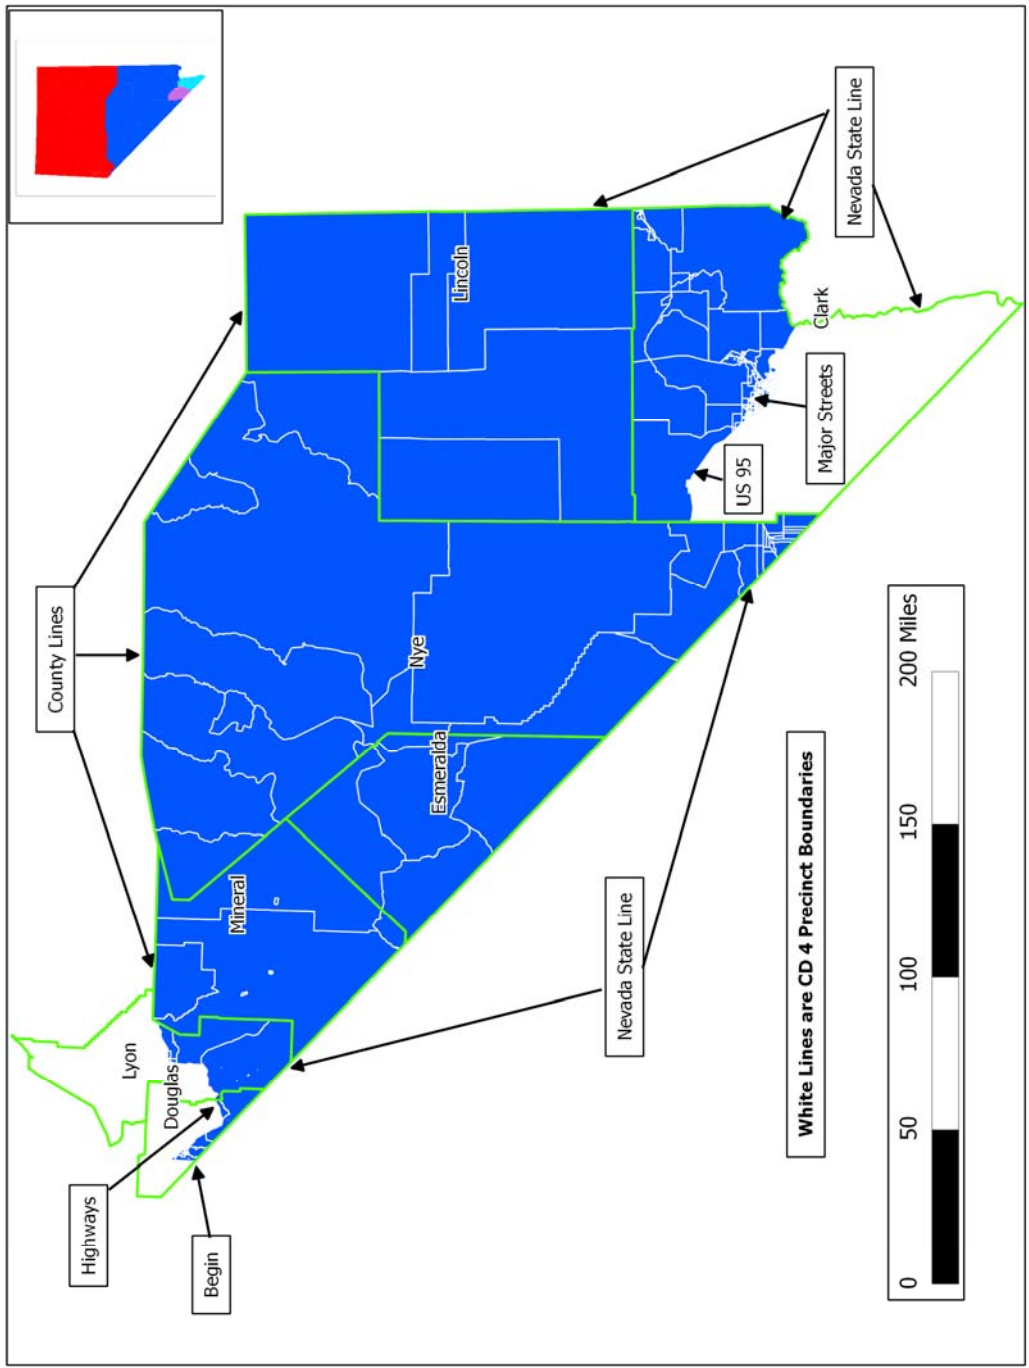 County Lines
Nevada State Line
Lincoln
Clark
Major Streets
US 95
Nye
Esmeralda
Mineral
Lyon
Douglas
Highways
Begin
Nevada State Line
White Lines are CD 4 Precinct Boundaries
0 50 100 150 200 Miles